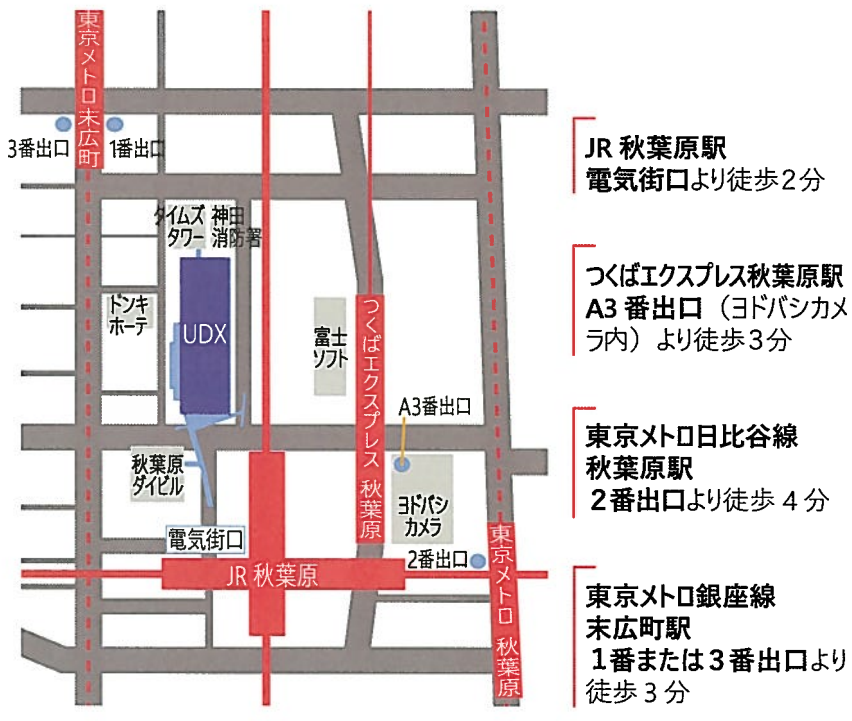 東京メトロ 末広町
3番出口
1番出口
タイムズ
タワー
神田
消防署
ドンキ
ホーテ
UDX
富士
ソフト
つくばエクスプレス 秋葉原
A3番出口
秋葉原
ダイビル
ヨドバシ
カメラ
電気街口
2番出口
JR 秋葉原
東京メトロ 秋葉原
JR 秋葉原駅
電気街口より徒歩2分
つくばエクスプレス秋葉原駅
A3 番出口（ヨドバシカメ
ラ内）より徒歩3分
東京メトロ日比谷線
秋葉原駅
2番出口より徒歩 4 分
東京メトロ銀座線
末広町駅
1番または3番出口より
徒歩 3 分